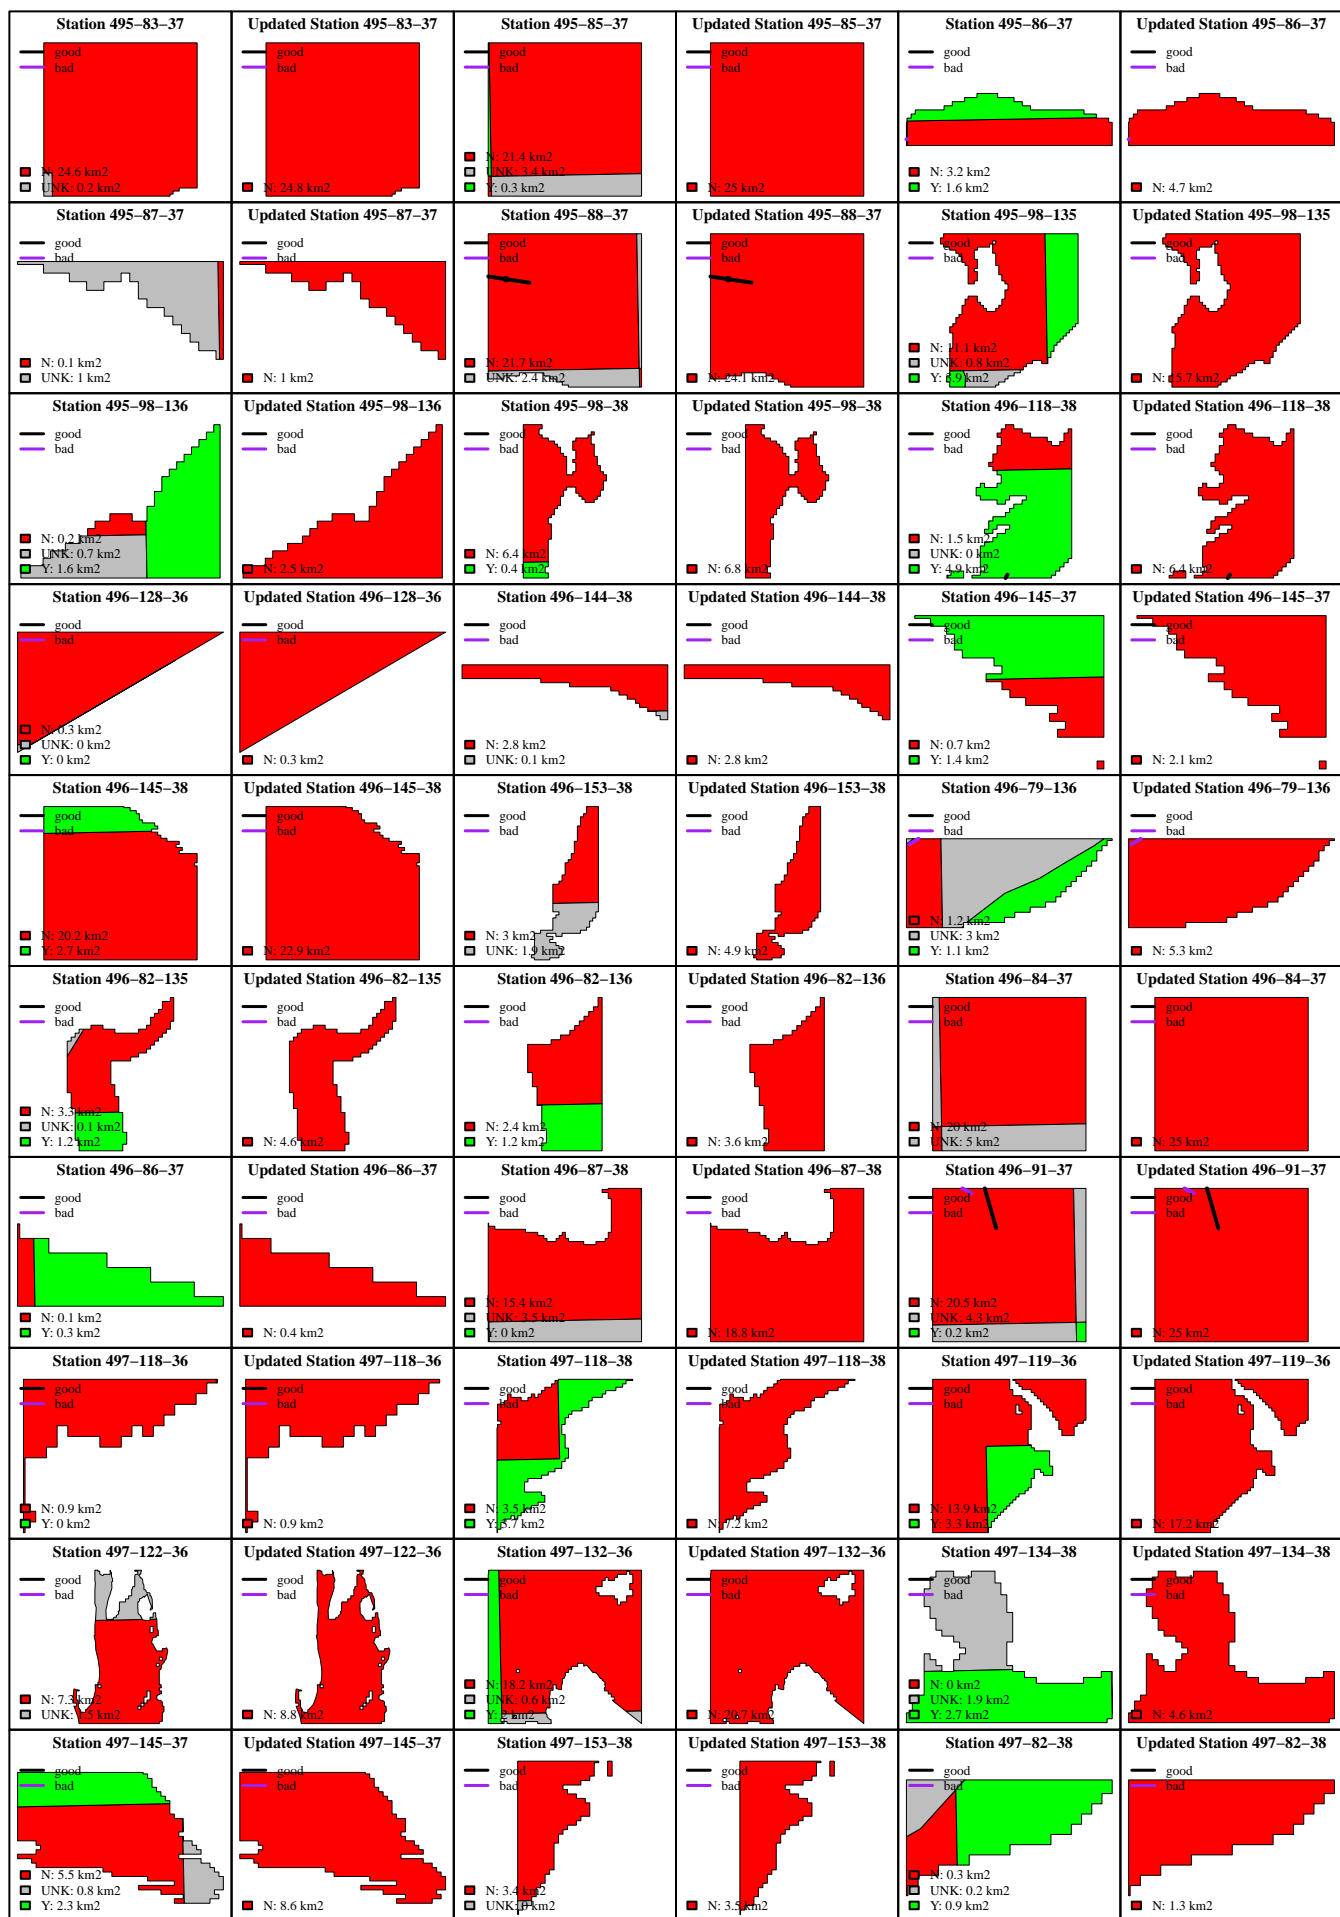 Station 495−83−37
good
bad
N: 24.6 km2
UNK: 0.2 km2
Updated Station 495−83−37
good
bad
N: 24.8 km2
Station 495−85−37
good
bad
N: 21.4 km2
UNK: 3.4 km2
Y: 0.3 km2
Updated Station 495−85−37
good
bad
N: 25 km2
Station 495−86−37
good
bad
N: 3.2 km2
Y: 1.6 km2
Updated Station 495−86−37
good
bad
N: 4.7 km2
Station 495−87−37
good
bad
N: 0.1 km2
UNK: 1 km2
Updated Station 495−87−37
good
bad
N: 1 km2
Station 495−88−37
good
bad
N: 21.7 km2
UNK: 2.4 km2
Updated Station 495−88−37
good
bad
N: 24.1 km2
Station 495−98−135
good
bad
N: 11.1 km2
UNK: 0.8 km2
Y: 3.9 km2
Updated Station 495−98−135
good
bad
N: 15.7 km2
Station 495−98−136
good
bad
N: 0.2 km2
UNK: 0.7 km2
Y: 1.6 km2
Updated Station 495−98−136
good
bad
N: 2.5 km2
Station 495−98−38
good
bad
N: 6.4 km2
Y: 0.4 km2
Updated Station 495−98−38
good
bad
N: 6.8 km2
Station 496−118−38
good
bad
N: 1.5 km2
UNK: 0 km2
Y: 4.9 km2
Updated Station 496−118−38
good
bad
N: 6.4 km2
Station 496−128−36
good
bad
N: 0.3 km2
UNK: 0 km2
Y: 0 km2
Updated Station 496−128−36
good
bad
N: 0.3 km2
Station 496−144−38
good
bad
N: 2.8 km2
UNK: 0.1 km2
Updated Station 496−144−38
good
bad
N: 2.8 km2
Station 496−145−37
good
bad
N: 0.7 km2
Y: 1.4 km2
Updated Station 496−145−37
good
bad
N: 2.1 km2
Station 496−145−38
good
bad
N: 20.2 km2
Y: 2.7 km2
Updated Station 496−145−38
good
bad
N: 22.9 km2
Station 496−153−38
good
bad
N: 3 km2
UNK: 1.9 km2
Updated Station 496−153−38
good
bad
N: 4.9 km2
Station 496−79−136
good
bad
N: 1.2 km2
UNK: 3 km2
Y: 1.1 km2
Updated Station 496−79−136
good
bad
N: 5.3 km2
Station 496−82−135
good
bad
N: 3.3 km2
UNK: 0.1 km2
Y: 1.2 km2
Updated Station 496−82−135
good
bad
N: 4.6 km2
Station 496−82−136
good
bad
N: 2.4 km2
Y: 1.2 km2
Updated Station 496−82−136
good
bad
N: 3.6 km2
Station 496−84−37
good
bad
N: 20 km2
UNK: 5 km2
Updated Station 496−84−37
good
bad
N: 25 km2
Station 496−86−37
good
bad
N: 0.1 km2
Y: 0.3 km2
Updated Station 496−86−37
good
bad
N: 0.4 km2
Station 496−87−38
good
bad
N: 15.4 km2
UNK: 3.5 km2
Y: 0 km2
Updated Station 496−87−38
good
bad
N: 18.8 km2
Station 496−91−37
good
bad
N: 20.5 km2
UNK: 4.3 km2
Y: 0.2 km2
Updated Station 496−91−37
good
bad
N: 25 km2
Station 497−118−36
good
bad
N: 0.9 km2
Y: 0 km2
Updated Station 497−118−36
good
bad
N: 0.9 km2
Station 497−118−38
good
bad
N: 3.5 km2
Y: 3.7 km2
Updated Station 497−118−38
good
bad
N: 7.2 km2
Station 497−119−36
good
bad
N: 13.9 km2
Y: 3.3 km2
Updated Station 497−119−36
good
bad
N: 17.2 km2
Station 497−122−36
good
bad
N: 7.3 km2
UNK: 1.5 km2
Updated Station 497−122−36
good
bad
N: 8.8 km2
Station 497−132−36
good
bad
N: 18.2 km2
UNK: 0.6 km2
Y: 2 km2
Updated Station 497−132−36
good
bad
N: 20.7 km2
Station 497−134−38
good
bad
N: 0 km2
UNK: 1.9 km2
Y: 2.7 km2
Updated Station 497−134−38
good
bad
N: 4.6 km2
Station 497−145−37
good
bad
N: 5.5 km2
UNK: 0.8 km2
Y: 2.3 km2
Updated Station 497−145−37
good
bad
N: 8.6 km2
Station 497−153−38
good
bad
N: 3.4 km2
UNK: 0 km2
Updated Station 497−153−38
good
bad
N: 3.5 km2
Station 497−82−38
good
bad
N: 0.3 km2
UNK: 0.2 km2
Y: 0.9 km2
Updated Station 497−82−38
good
bad
N: 1.3 km2